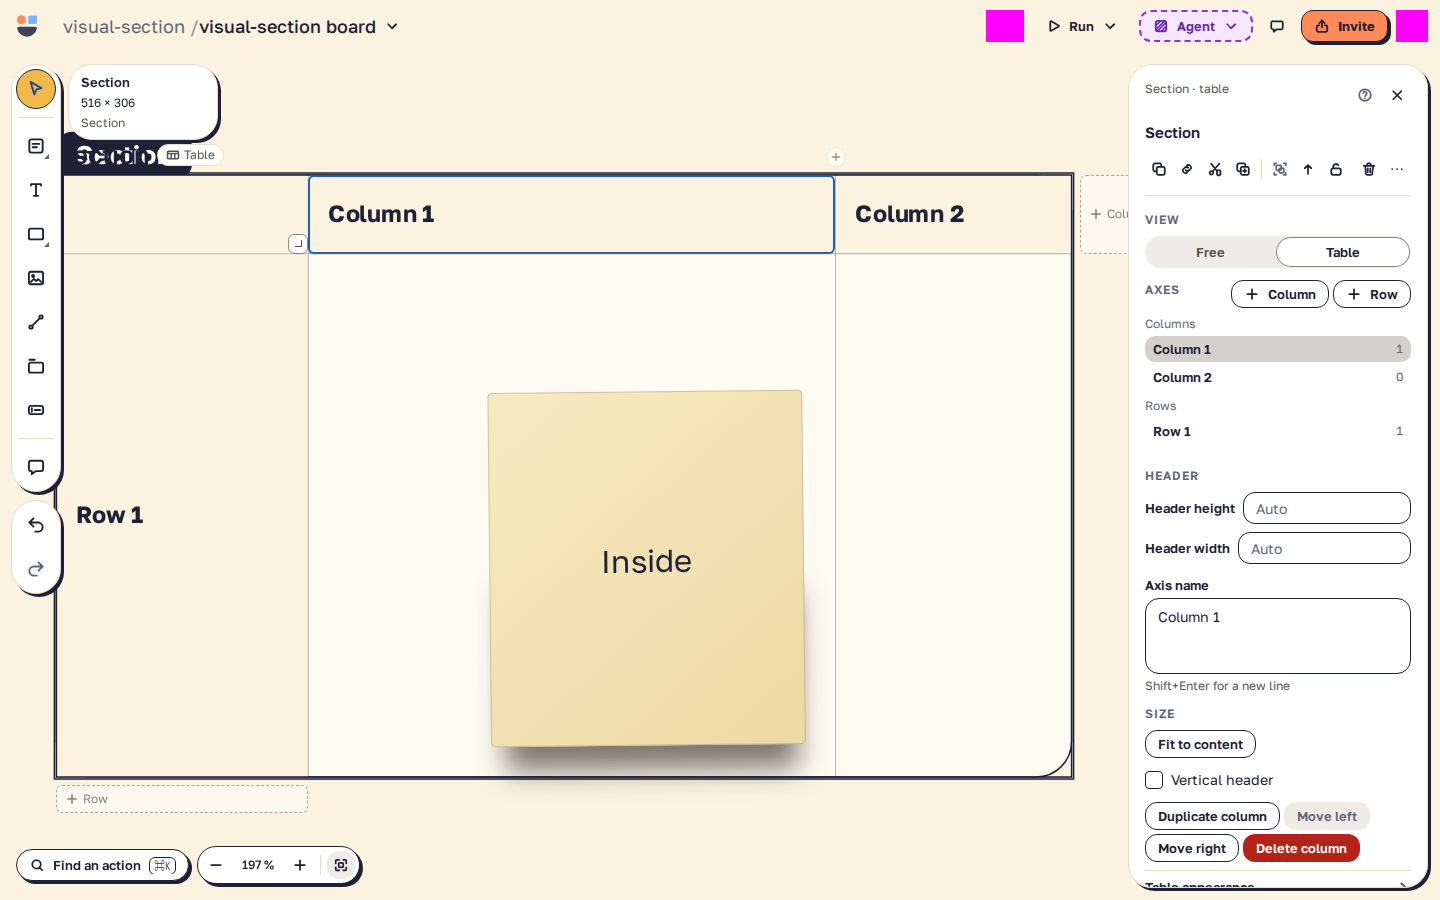 visual-section / visual-section board
Run
Agent
Invite
Section
516 × 306
Section
Section
Table
Column 1
Column 2
Row 1
Inside
+ Row
Find an action ⌘K
197 %
Section · table
Section
VIEW
Free
Table
AXES
+ Column
+ Row
Columns
Column 1 1
Column 2 0
Rows
Row 1 1
HEADER
Header height Auto
Header width Auto
Axis name
Column 1
Shift+Enter for a new line
SIZE
Fit to content
Vertical header
Duplicate column
Move left
Move right
Delete column
Table appearance